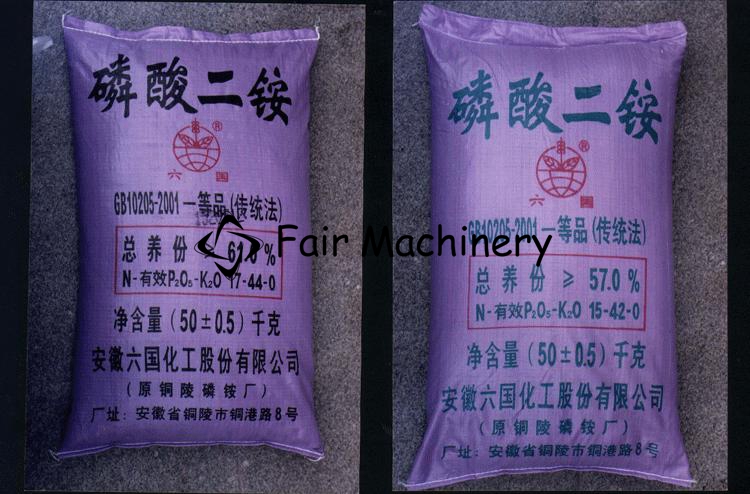 磷酸二铵
®
六 国
GB10205-2001 一等品(传统法)
总养份 61.0%
N-有效P₂O₅-K₂O 17-44-0
净含量(50±0.5)千克
安徽六国化工股份有限公司
(原铜陵磷铵厂)
厂址:安徽省铜陵市铜港路8号
磷酸二铵
®
六 国
GB10205-2001 一等品(传统法)
总养份 ≥ 57.0%
N-有效P₂O₅-K₂O 15-42-0
净含量(50±0.5)千克
安徽六国化工股份有限公司
(原铜陵磷铵厂)
厂址:安徽省铜陵市铜港路8号
Fair Machinery